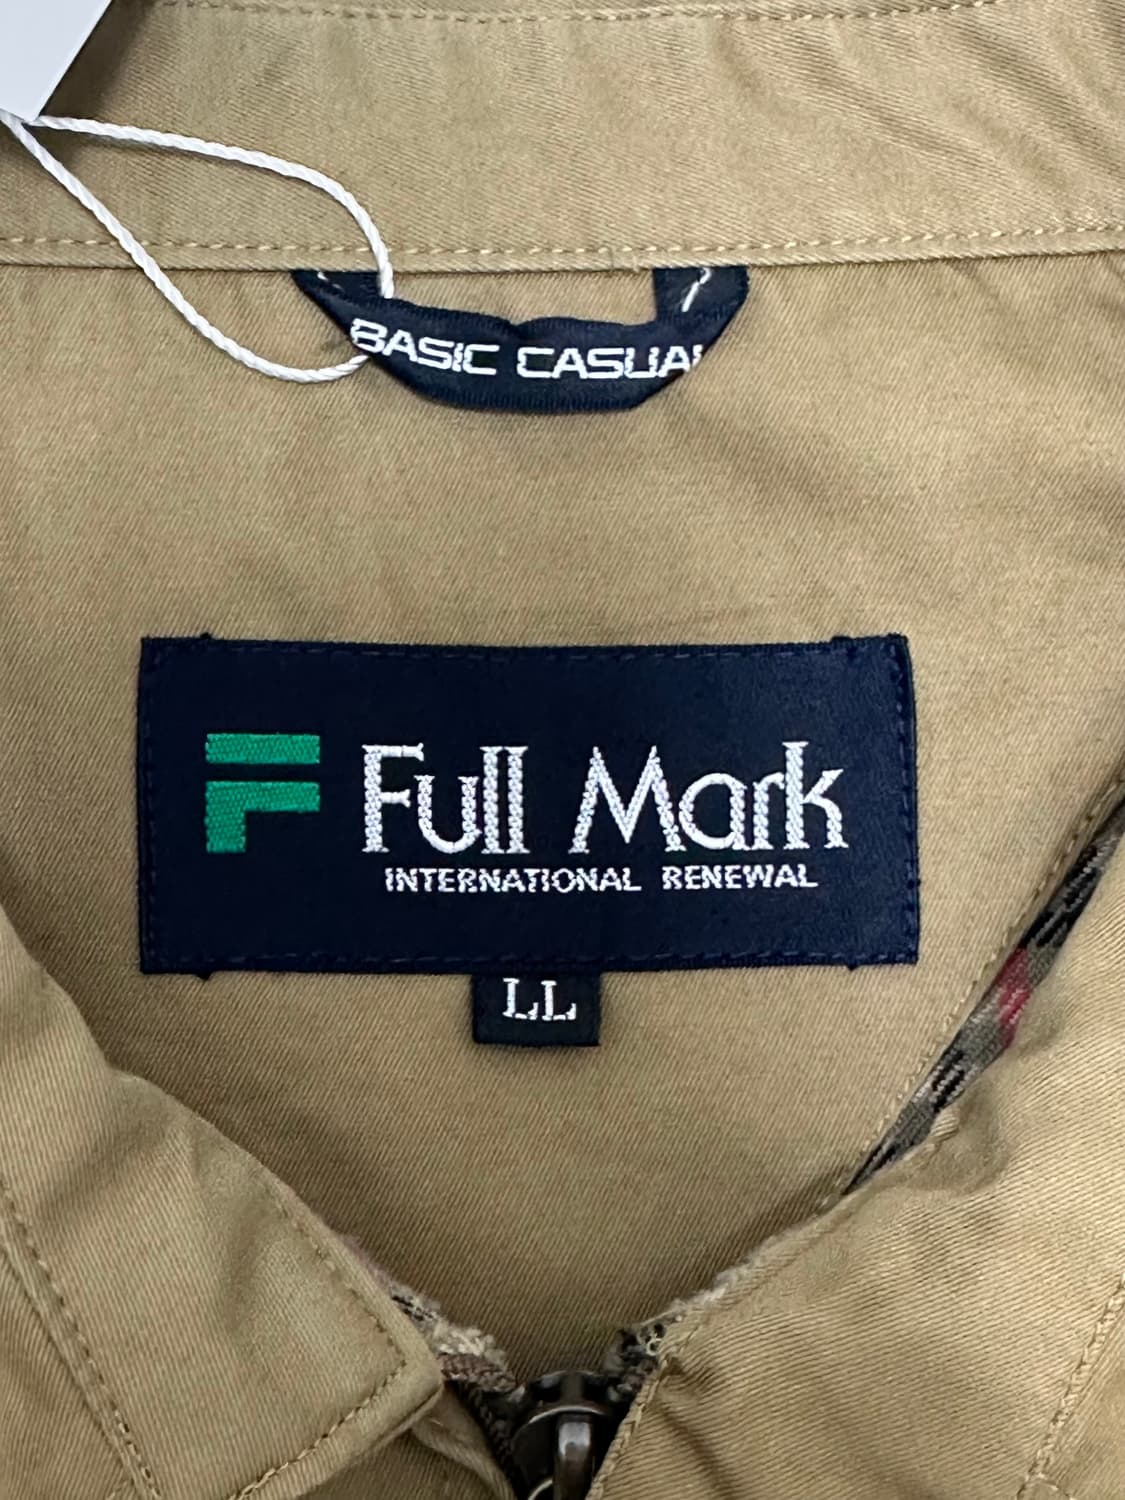 BASIC CASUAL
F Full Mark
INTERNATIONAL RENEWAL
LL